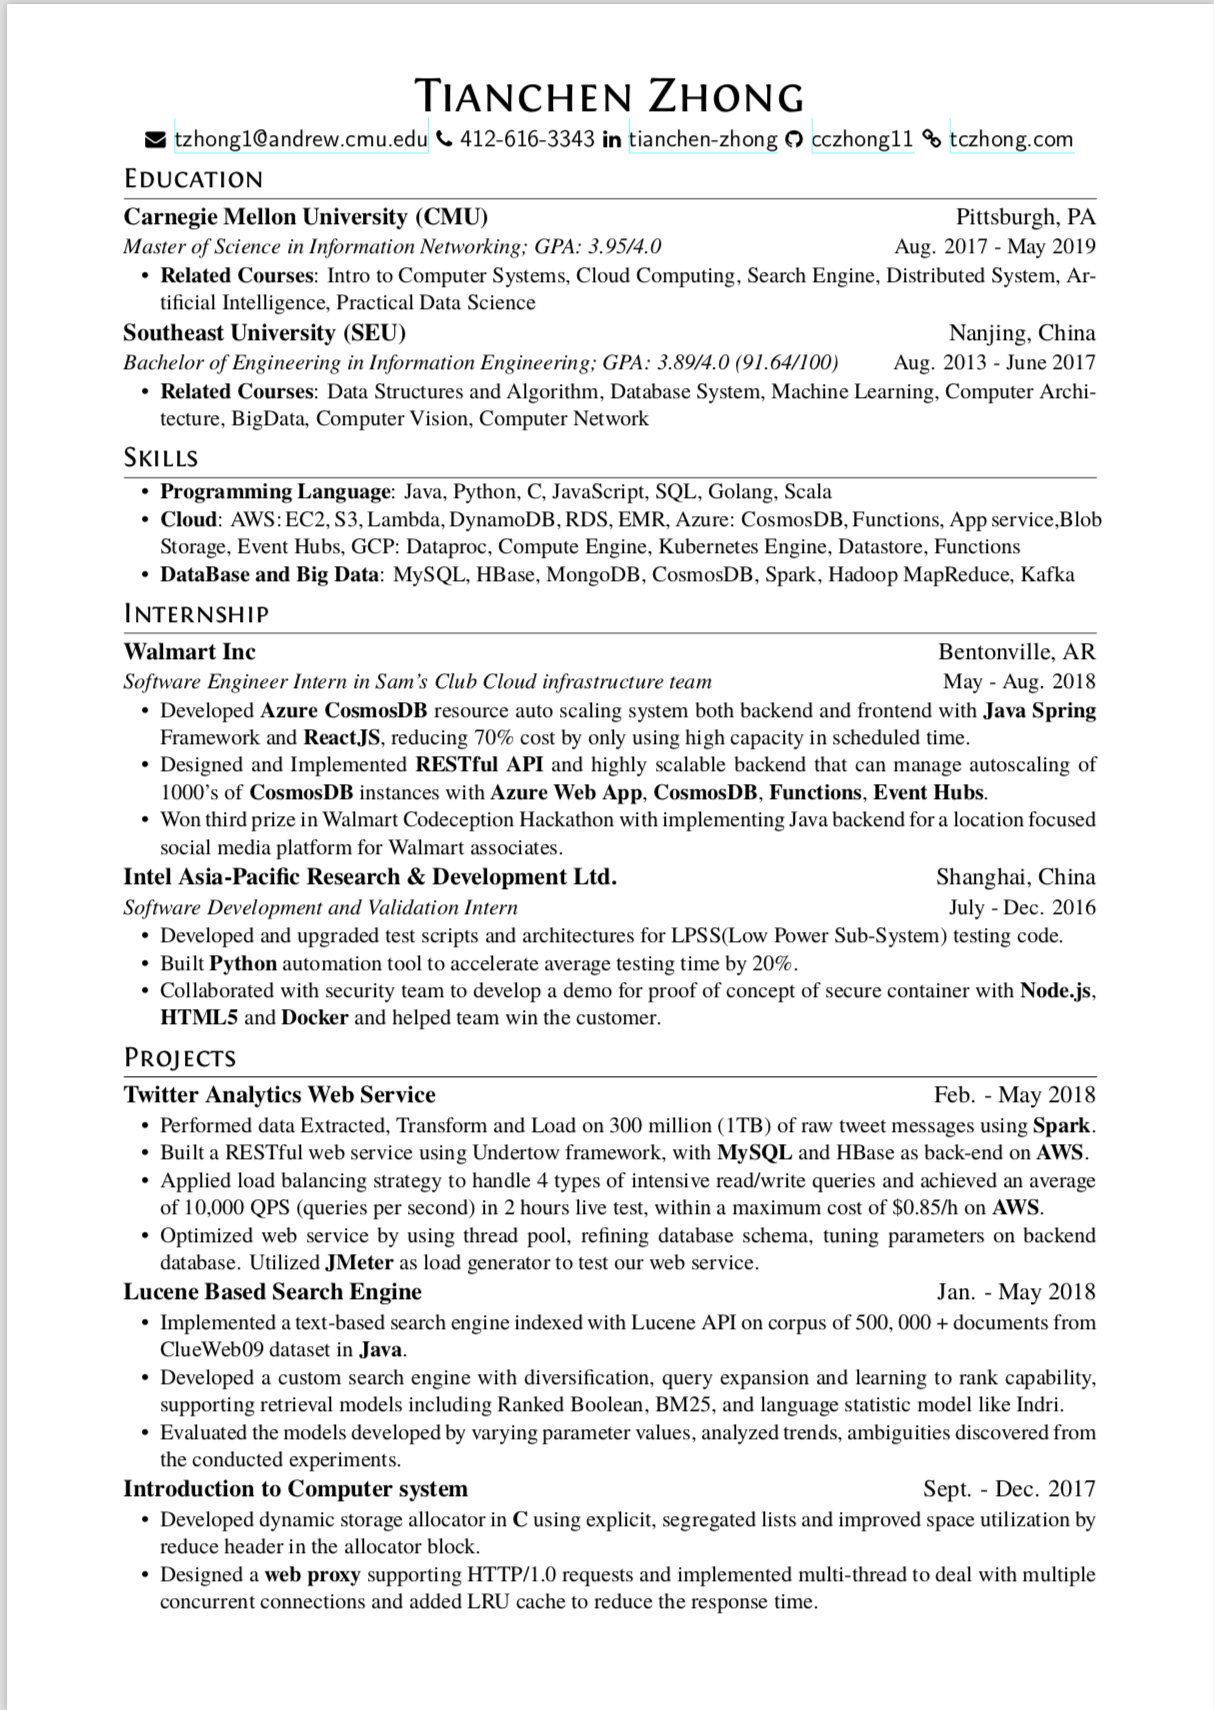 Tianchen Zhong
tzhong1@andrew.cmu.edu 412-616-3343 in tianchen-zhong cczhong11 tczhong.com
Education
Carnegie Mellon University (CMU) Pittsburgh, PA
Master of Science in Information Networking; GPA: 3.95/4.0 Aug. 2017 - May 2019
• Related Courses: Intro to Computer Systems, Cloud Computing, Search Engine, Distributed System, Ar-
tificial Intelligence, Practical Data Science
Southeast University (SEU) Nanjing, China
Bachelor of Engineering in Information Engineering; GPA: 3.89/4.0 (91.64/100) Aug. 2013 - June 2017
• Related Courses: Data Structures and Algorithm, Database System, Machine Learning, Computer Archi-
tecture, BigData, Computer Vision, Computer Network
Skills
• Programming Language: Java, Python, C, JavaScript, SQL, Golang, Scala
• Cloud: AWS: EC2, S3, Lambda, DynamoDB, RDS, EMR, Azure: CosmosDB, Functions, App service,Blob
Storage, Event Hubs, GCP: Dataproc, Compute Engine, Kubernetes Engine, Datastore, Functions
• DataBase and Big Data: MySQL, HBase, MongoDB, CosmosDB, Spark, Hadoop MapReduce, Kafka
Internship
Walmart Inc Bentonville, AR
Software Engineer Intern in Sam's Club Cloud infrastructure team May - Aug. 2018
• Developed Azure CosmosDB resource auto scaling system both backend and frontend with Java Spring
Framework and ReactJS, reducing 70% cost by only using high capacity in scheduled time.
• Designed and Implemented RESTful API and highly scalable backend that can manage autoscaling of
1000's of CosmosDB instances with Azure Web App, CosmosDB, Functions, Event Hubs.
• Won third prize in Walmart Codeception Hackathon with implementing Java backend for a location focused
social media platform for Walmart associates.
Intel Asia-Pacific Research & Development Ltd. Shanghai, China
Software Development and Validation Intern July - Dec. 2016
• Developed and upgraded test scripts and architectures for LPSS(Low Power Sub-System) testing code.
• Built Python automation tool to accelerate average testing time by 20%.
• Collaborated with security team to develop a demo for proof of concept of secure container with Node.js,
HTML5 and Docker and helped team win the customer.
Projects
Twitter Analytics Web Service Feb. - May 2018
• Performed data Extracted, Transform and Load on 300 million (1TB) of raw tweet messages using Spark.
• Built a RESTful web service using Undertow framework, with MySQL and HBase as back-end on AWS.
• Applied load balancing strategy to handle 4 types of intensive read/write queries and achieved an average
of 10,000 QPS (queries per second) in 2 hours live test, within a maximum cost of $0.85/h on AWS.
• Optimized web service by using thread pool, refining database schema, tuning parameters on backend
database. Utilized JMeter as load generator to test our web service.
Lucene Based Search Engine Jan. - May 2018
• Implemented a text-based search engine indexed with Lucene API on corpus of 500, 000 + documents from
ClueWeb09 dataset in Java.
• Developed a custom search engine with diversification, query expansion and learning to rank capability,
supporting retrieval models including Ranked Boolean, BM25, and language statistic model like Indri.
• Evaluated the models developed by varying parameter values, analyzed trends, ambiguities discovered from
the conducted experiments.
Introduction to Computer system Sept. - Dec. 2017
• Developed dynamic storage allocator in C using explicit, segregated lists and improved space utilization by
reduce header in the allocator block.
• Designed a web proxy supporting HTTP/1.0 requests and implemented multi-thread to deal with multiple
concurrent connections and added LRU cache to reduce the response time.